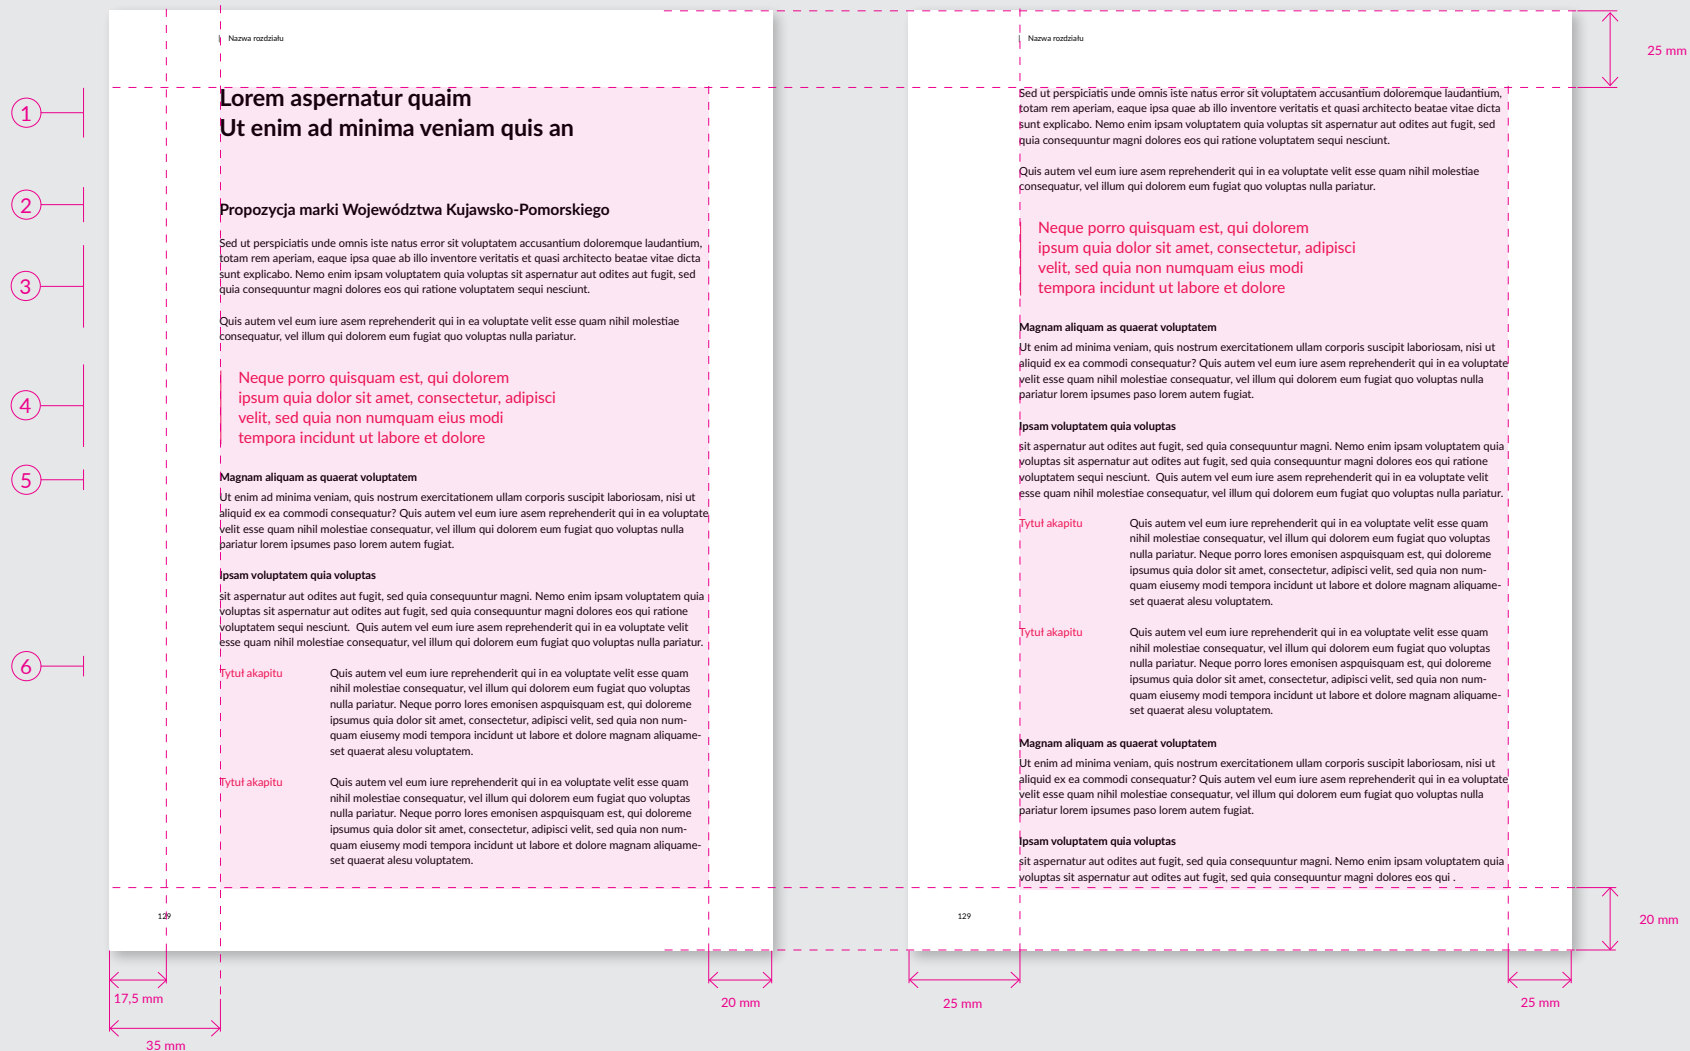 Nazwa rozdziału
Lorem aspernatur quaim
Ut enim ad minima veniam quis an
Propozycja marki Województwa Kujawsko-Pomorskiego
Sed ut perspiciatis unde omnis iste natus error sit voluptatem accusantium doloremque laudantium,
totam rem aperiam, eaque ipsa quae ab illo inventore veritatis et quasi architecto beatae vitae dicta
sunt explicabo. Nemo enim ipsam voluptatem quia voluptas sit aspernatur aut odites aut fugit, sed
quia consequuntur magni dolores eos qui ratione voluptatem sequi nesciunt.
Quis autem vel eum iure asem reprehenderit qui in ea voluptate velit esse quam nihil molestiae
consequatur, vel illum qui dolorem eum fugiat quo voluptas nulla pariatur.
Neque porro quisquam est, qui dolorem
ipsum quia dolor sit amet, consectetur, adipisci
velit, sed quia non numquam eius modi
tempora incidunt ut labore et dolore
Magnam aliquam as quaerat voluptatem
Ut enim ad minima veniam, quis nostrum exercitationem ullam corporis suscipit laboriosam, nisi ut
aliquid ex ea commodi consequatur? Quis autem vel eum iure asem reprehenderit qui in ea voluptate
velit esse quam nihil molestiae consequatur, vel illum qui dolorem eum fugiat quo voluptas nulla
pariatur lorem ipsumes paso lorem autem fugiat.
Ipsam voluptatem quia voluptas
sit aspernatur aut odites aut fugit, sed quia consequuntur magni. Nemo enim ipsam voluptatem quia
voluptas sit aspernatur aut odites aut fugit, sed quia consequuntur magni dolores eos qui ratione
voluptatem sequi nesciunt. Quis autem vel eum iure asem reprehenderit qui in ea voluptate velit
esse quam nihil molestiae consequatur, vel illum qui dolorem eum fugiat quo voluptas nulla pariatur.
Tytuł akapitu
Quis autem vel eum iure reprehenderit qui in ea voluptate velit esse quam
nihil molestiae consequatur, vel illum qui dolorem eum fugiat quo voluptas
nulla pariatur. Neque porro lores emonisen aspquisquam est, qui doloreme
ipsumus quia dolor sit amet, consectetur, adipisci velit, sed quia non num-
quam eiusemy modi tempora incidunt ut labore et dolore magnam aliquame-
set quaerat alesu voluptatem.
Tytuł akapitu
Quis autem vel eum iure reprehenderit qui in ea voluptate velit esse quam
nihil molestiae consequatur, vel illum qui dolorem eum fugiat quo voluptas
nulla pariatur. Neque porro lores emonisen aspquisquam est, qui doloreme
ipsumus quia dolor sit amet, consectetur, adipisci velit, sed quia non num-
quam eiusemy modi tempora incidunt ut labore et dolore magnam aliquame-
set quaerat alesu voluptatem.
129
1
2
3
4
5
6
17,5 mm
35 mm
20 mm
Nazwa rozdziału
Sed ut perspiciatis unde omnis iste natus error sit voluptatem accusantium doloremque laudantium,
totam rem aperiam, eaque ipsa quae ab illo inventore veritatis et quasi architecto beatae vitae dicta
sunt explicabo. Nemo enim ipsam voluptatem quia voluptas sit aspernatur aut odites aut fugit, sed
quia consequuntur magni dolores eos qui ratione voluptatem sequi nesciunt.
Quis autem vel eum iure asem reprehenderit qui in ea voluptate velit esse quam nihil molestiae
consequatur, vel illum qui dolorem eum fugiat quo voluptas nulla pariatur.
Neque porro quisquam est, qui dolorem
ipsum quia dolor sit amet, consectetur, adipisci
velit, sed quia non numquam eius modi
tempora incidunt ut labore et dolore
Magnam aliquam as quaerat voluptatem
Ut enim ad minima veniam, quis nostrum exercitationem ullam corporis suscipit laboriosam, nisi ut
aliquid ex ea commodi consequatur? Quis autem vel eum iure asem reprehenderit qui in ea voluptate
velit esse quam nihil molestiae consequatur, vel illum qui dolorem eum fugiat quo voluptas nulla
pariatur lorem ipsumes paso lorem autem fugiat.
Ipsam voluptatem quia voluptas
sit aspernatur aut odites aut fugit, sed quia consequuntur magni. Nemo enim ipsam voluptatem quia
voluptas sit aspernatur aut odites aut fugit, sed quia consequuntur magni dolores eos qui ratione
voluptatem sequi nesciunt. Quis autem vel eum iure asem reprehenderit qui in ea voluptate velit
esse quam nihil molestiae consequatur, vel illum qui dolorem eum fugiat quo voluptas nulla pariatur.
Tytuł akapitu
Quis autem vel eum iure reprehenderit qui in ea voluptate velit esse quam
nihil molestiae consequatur, vel illum qui dolorem eum fugiat quo voluptas
nulla pariatur. Neque porro lores emonisen aspquisquam est, qui doloreme
ipsumus quia dolor sit amet, consectetur, adipisci velit, sed quia non num-
quam eiusemy modi tempora incidunt ut labore et dolore magnam aliquame-
set quaerat alesu voluptatem.
Tytuł akapitu
Quis autem vel eum iure reprehenderit qui in ea voluptate velit esse quam
nihil molestiae consequatur, vel illum qui dolorem eum fugiat quo voluptas
nulla pariatur. Neque porro lores emonisen aspquisquam est, qui doloreme
ipsumus quia dolor sit amet, consectetur, adipisci velit, sed quia non num-
quam eiusemy modi tempora incidunt ut labore et dolore magnam aliquame-
set quaerat alesu voluptatem.
Magnam aliquam as quaerat voluptatem
Ut enim ad minima veniam, quis nostrum exercitationem ullam corporis suscipit laboriosam, nisi ut
aliquid ex ea commodi consequatur? Quis autem vel eum iure asem reprehenderit qui in ea voluptate
velit esse quam nihil molestiae consequatur, vel illum qui dolorem eum fugiat quo voluptas nulla
pariatur lorem ipsumes paso lorem autem fugiat.
Ipsam voluptatem quia voluptas
sit aspernatur aut odites aut fugit, sed quia consequuntur magni. Nemo enim ipsam voluptatem quia
voluptas sit aspernatur aut odites aut fugit, sed quia consequuntur magni dolores eos qui .
129
25 mm
20 mm
25 mm
25 mm